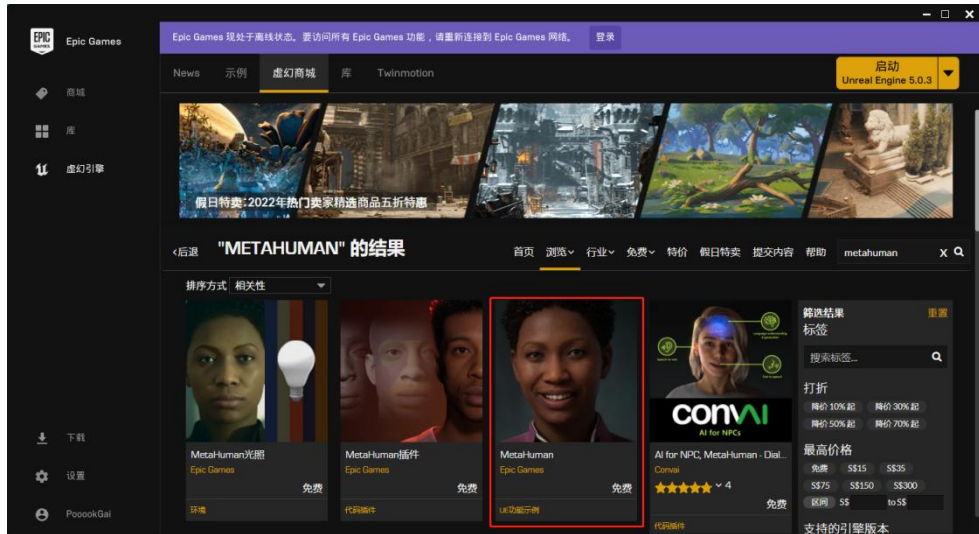 EPIC GAMES
Epic Games
商城
库
虚幻引擎
下载
设置
PoookGai
Epic Games 现处于离线状态。要访问所有 Epic Games 功能，请重新连接到 Epic Games 网络。 登录
News 示例 虚幻商城 库 Twinmotion
启动
Unreal Engine 5.0.3
假日特卖:2022年热门卖家精选商品五折特惠
后退 "METAHUMAN" 的结果 首页 浏览 行业 免费 特价 假日特卖 提交内容 帮助 metahuman X
排序方式 相关性
MetaHuman光照
Epic Games
免费
环境
MetaHuman插件
Epic Games
免费
代码插件
MetaHuman
Epic Games
免费
UE功能示例
convAI
AI for NPCs
AI for NPC, MetaHuman - Dial...
Convai
4
免费
代码插件
筛选结果 重置
标签
搜索标签...
打折
降价 10% 起 降价 30% 起
降价 50% 起 降价 70% 起
最高价格
免费 S$15 S$35
S$75 S$150 S$300
区间 S$ to S$
支持的引擎版本